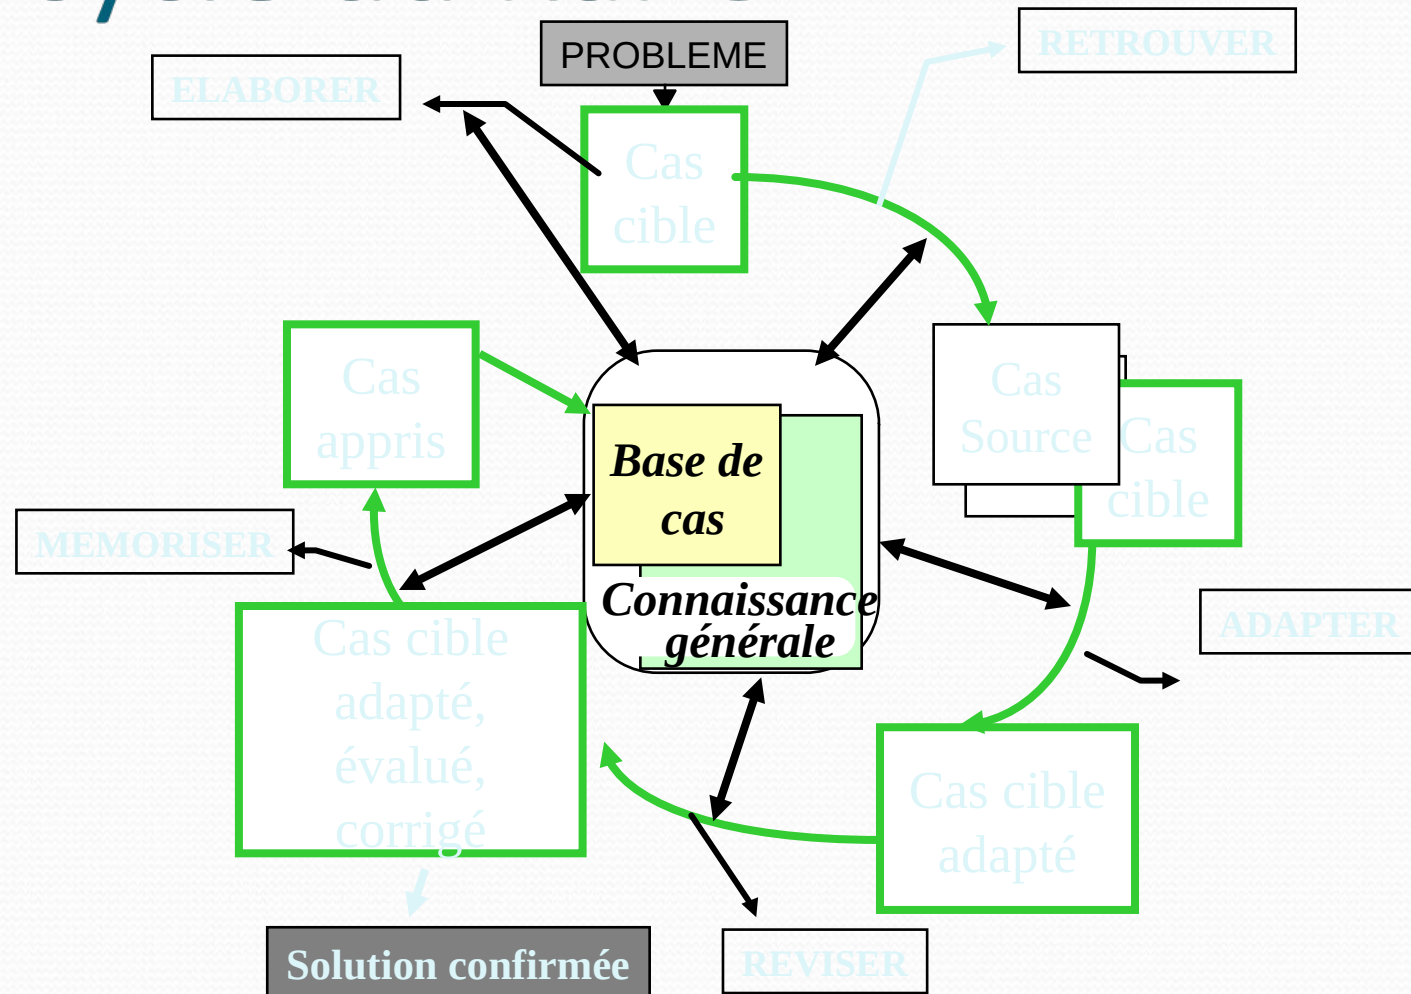 PROBLEME
RETROUVER
ELABORER
Cas
cible
Cas
appris
Cas
Source
Cas
cible
Base de
cas
Connaissance
générale
MEMORISER
ADAPTER
Cas cible
adapté,
évalué,
corrigé
Cas cible
adapté
Solution confirmée
REVISER